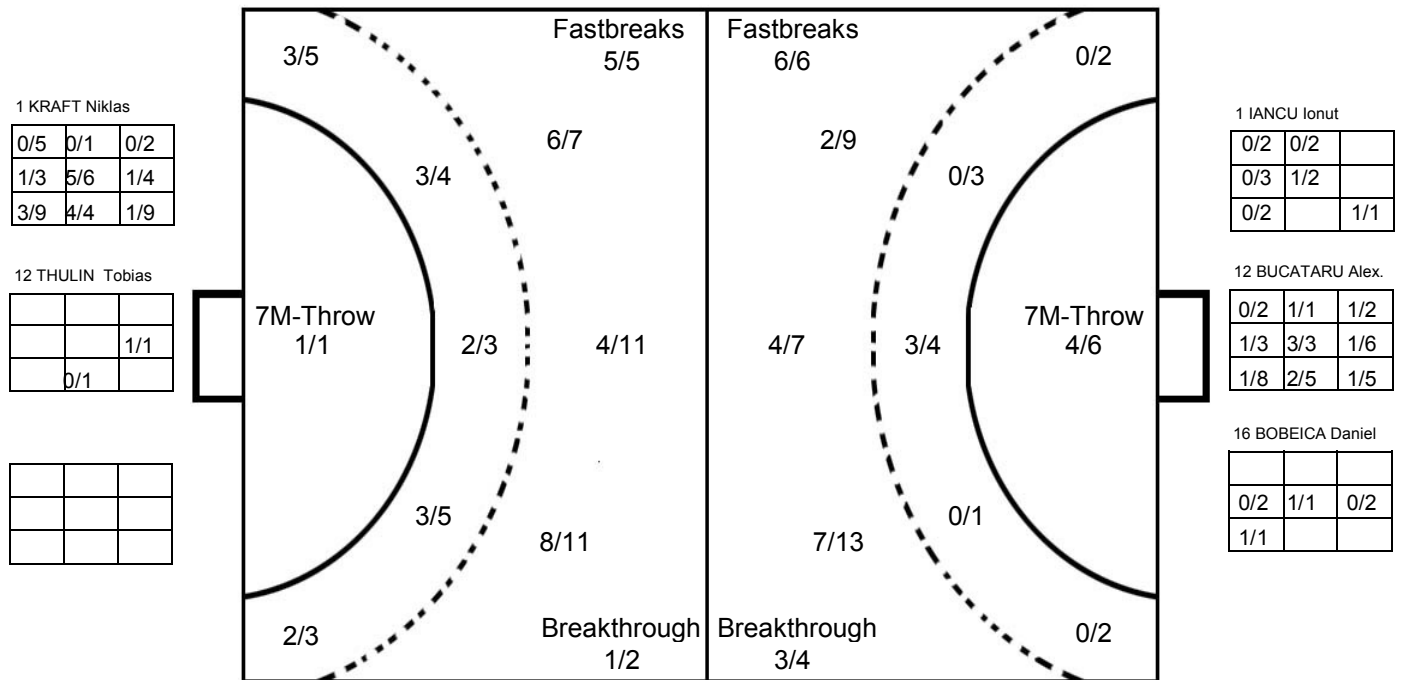 Fastbreaks Fastbreaks
5/5 6/6
3/5 0/2
1 KRAFT Niklas
0/5 0/1 0/2
1/3 5/6 1/4
3/9 4/4 1/9
6/7 2/9
3/4 0/3
1 IANCU Ionut
0/2 0/2
0/3 1/2
0/2 1/1
12 THULIN Tobias
1/1
0/1
7M-Throw
1/1 2/3 4/11
4/7 3/4
7M-Throw
4/6
12 BUCATARU Alex.
0/2 1/1 1/2
1/3 3/3 1/6
1/8 2/5 1/5
16 BOBEICA Daniel
0/2 1/1 0/2
1/1
3/5 0/1
8/11 7/13
2/3 0/2
Breakthrough Breakthrough
1/2 3/4